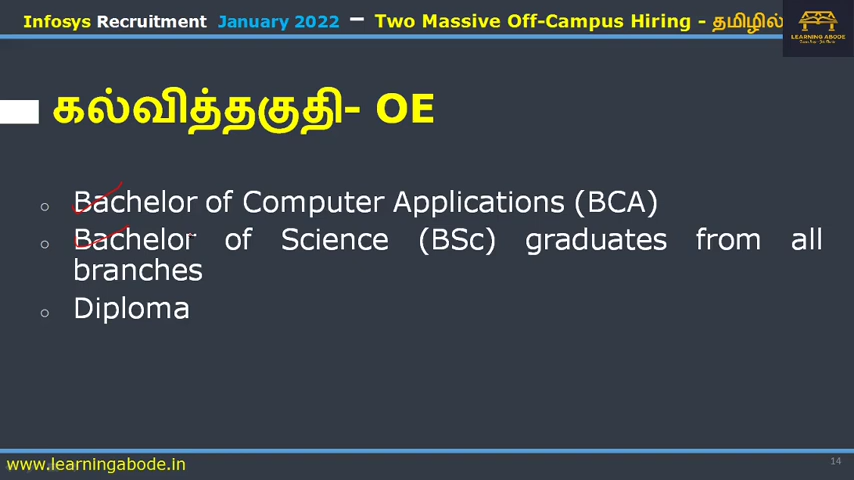 Infosys Recruitment January 2022 – Two Massive Off-Campus Hiring - தமிழில்
LEARNING ABODE
கல்வித்தகுதி- OE
Bachelor of Computer Applications (BCA)
Bachelor of Science (BSc) graduates from all
branches
Diploma
www.learningabode.in
14